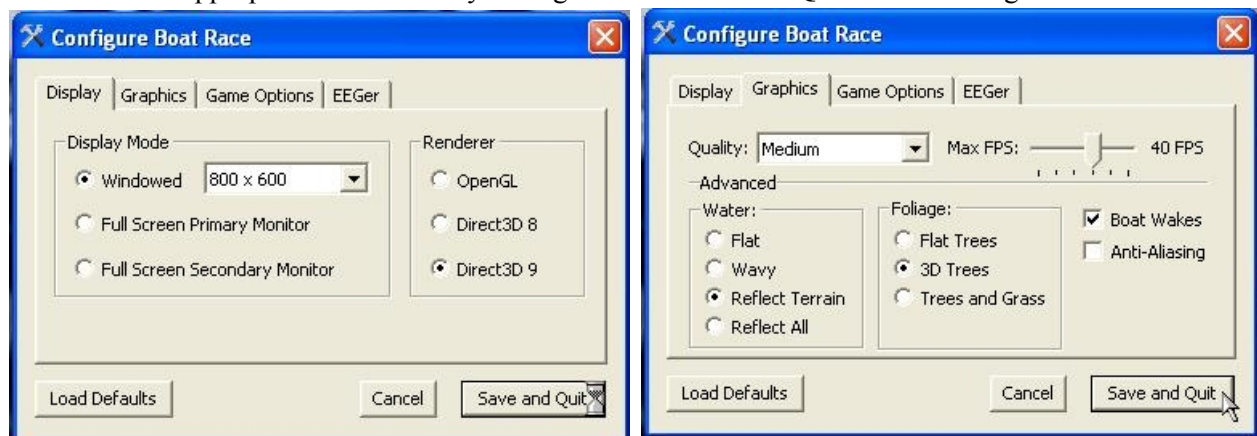 Configure Boat Race
Display Graphics Game Options EEGer
Display Mode
Windowed 800 x 600
Full Screen Primary Monitor
Full Screen Secondary Monitor
Renderer
OpenGL
Direct3D 8
Direct3D 9
Load Defaults Cancel Save and Quit
Configure Boat Race
Display Graphics Game Options EEGer
Quality: Medium Max FPS: 40 FPS
Advanced
Water:
Flat
Wavy
Reflect Terrain
Reflect All
Foliage:
Flat Trees
3D Trees
Trees and Grass
Boat Wakes
Anti-Aliasing
Load Defaults Cancel Save and Quit